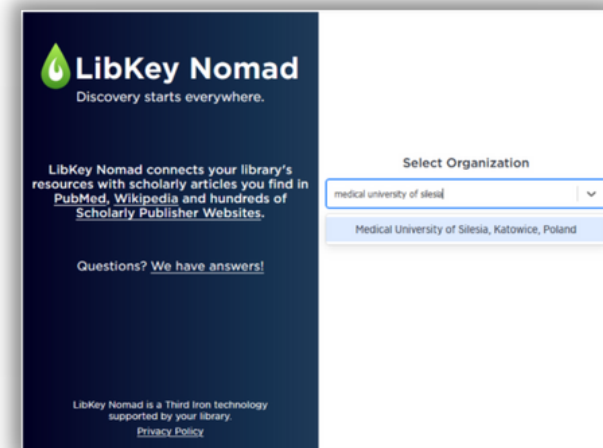 LibKey Nomad
Discovery starts everywhere.
LibKey Nomad connects your library's
resources with scholarly articles you find in
PubMed, Wikipedia and hundreds of
Scholarly Publisher Websites.
Questions? We have answers!
LibKey Nomad is a Third Iron technology
supported by your library.
Privacy Policy
Select Organization
medical university of silesia
Medical University of Silesia, Katowice, Poland